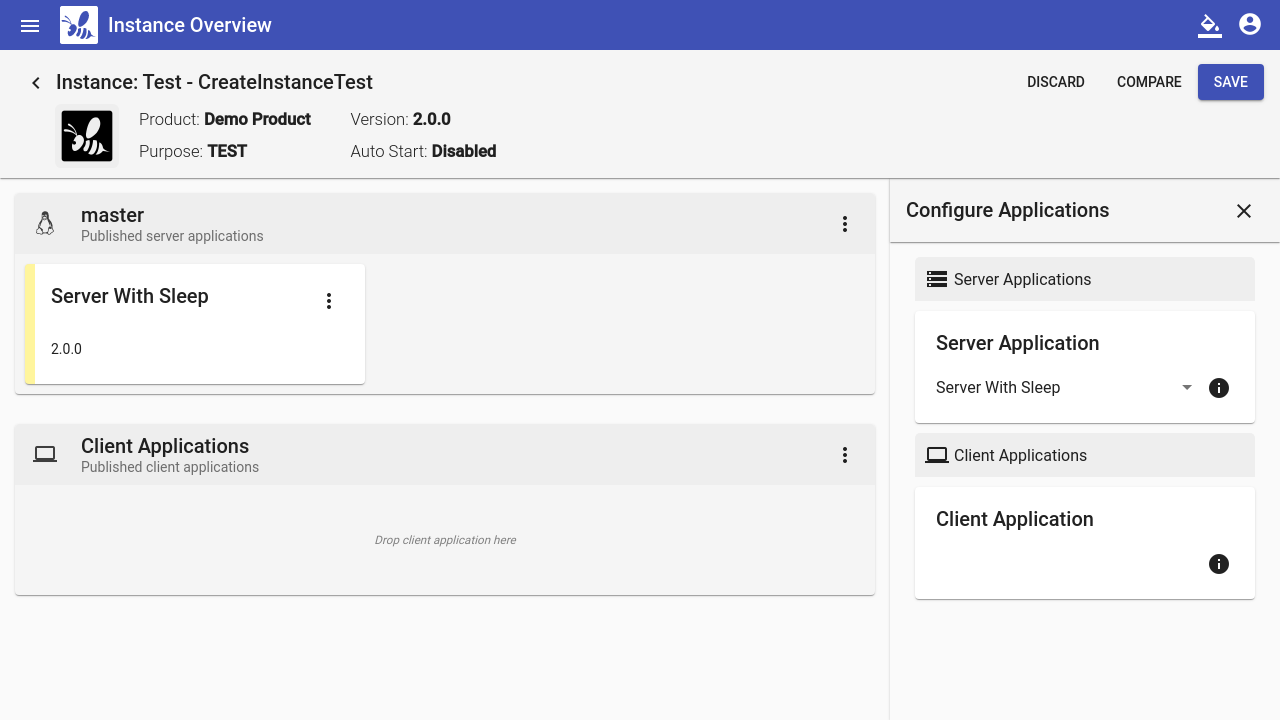 Instance Overview
Instance: Test - CreateInstanceTest
DISCARD
COMPARE
SAVE
Product: Demo Product
Version: 2.0.0
Purpose: TEST
Auto Start: Disabled
master
Published server applications
Server With Sleep
2.0.0
Client Applications
Published client applications
Drop client application here
Configure Applications
Server Applications
Server Application
Server With Sleep
Client Applications
Client Application